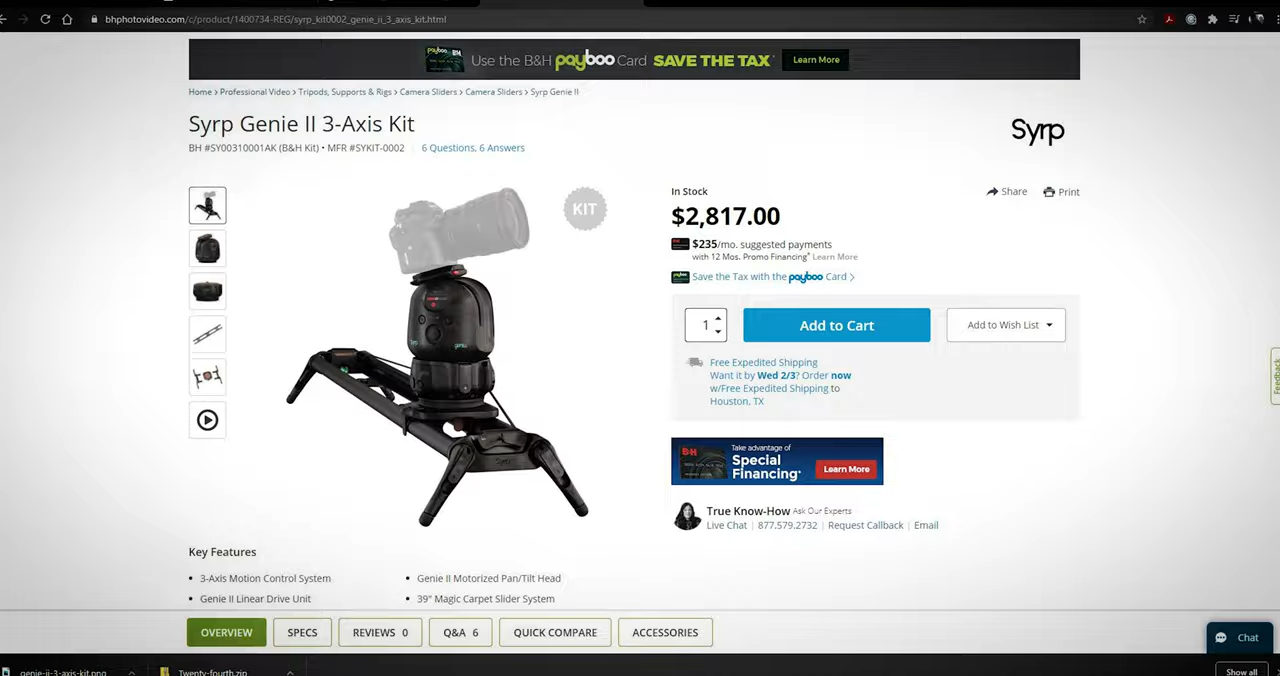 bhphotovideo.com/c/product/1400734-REG/syrp_kit0002_genie_ii_3_axis_kit.html
payboo BH Use the B&H payboo Card SAVE THE TAX Learn More
Home > Professional Video > Tripods, Supports & Rigs > Camera Sliders > Camera Sliders > Syrp Genie II
Syrp Genie II 3-Axis Kit
Syrp
BH #SY00310001AK (B&H Kit) • MFR #SYKIT-0002 6 Questions, 6 Answers
KIT
genie
Syrp
In Stock
Share Print
$2,817.00
$235/mo. suggested payments
with 12 Mos. Promo Financing* Learn More
Save the Tax with the payboo Card >
1 Add to Cart Add to Wish List
Free Expedited Shipping
Want it by Wed 2/3? Order now
w/Free Expedited Shipping to
Houston, TX
Feedback
B&H Take advantage of
Special
Financing* Learn More
True Know-How Ask Our Experts
Live Chat | 877.579.2732 | Request Callback | Email
Key Features
• 3-Axis Motion Control System
• Genie II Motorized Pan/Tilt Head
• Genie II Linear Drive Unit
• 39" Magic Carpet Slider System
OVERVIEW SPECS REVIEWS 0 Q&A 6 QUICK COMPARE ACCESSORIES
Chat
genie-ii-3-axis-kit.png Twenty-fourth.zip Show all